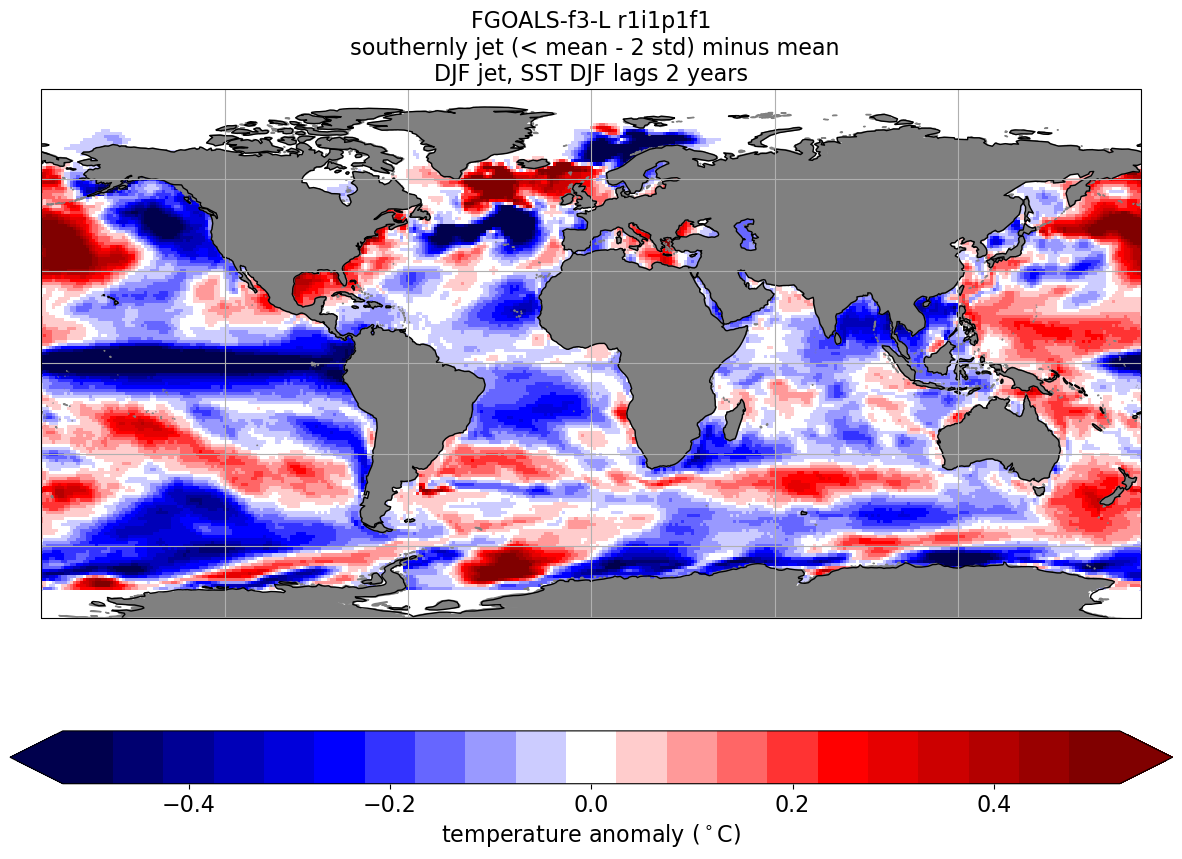 FGOALS-f3-L r1i1p1f1
southernly jet (< mean - 2 std) minus mean
DJF jet, SST DJF lags 2 years
−0.4 −0.2 0.0 0.2 0.4
temperature anomaly (°C)